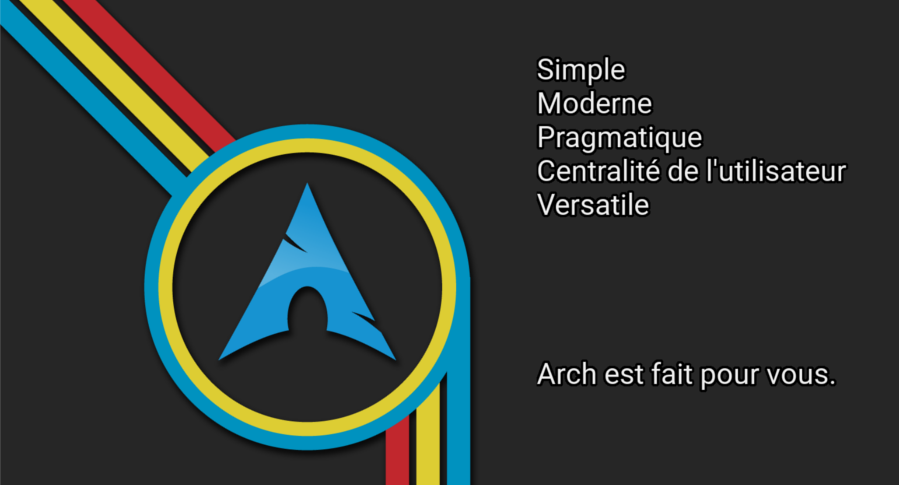 Simple
Moderne
Pragmatique
Centralité de l'utilisateur
Versatile
Arch est fait pour vous.